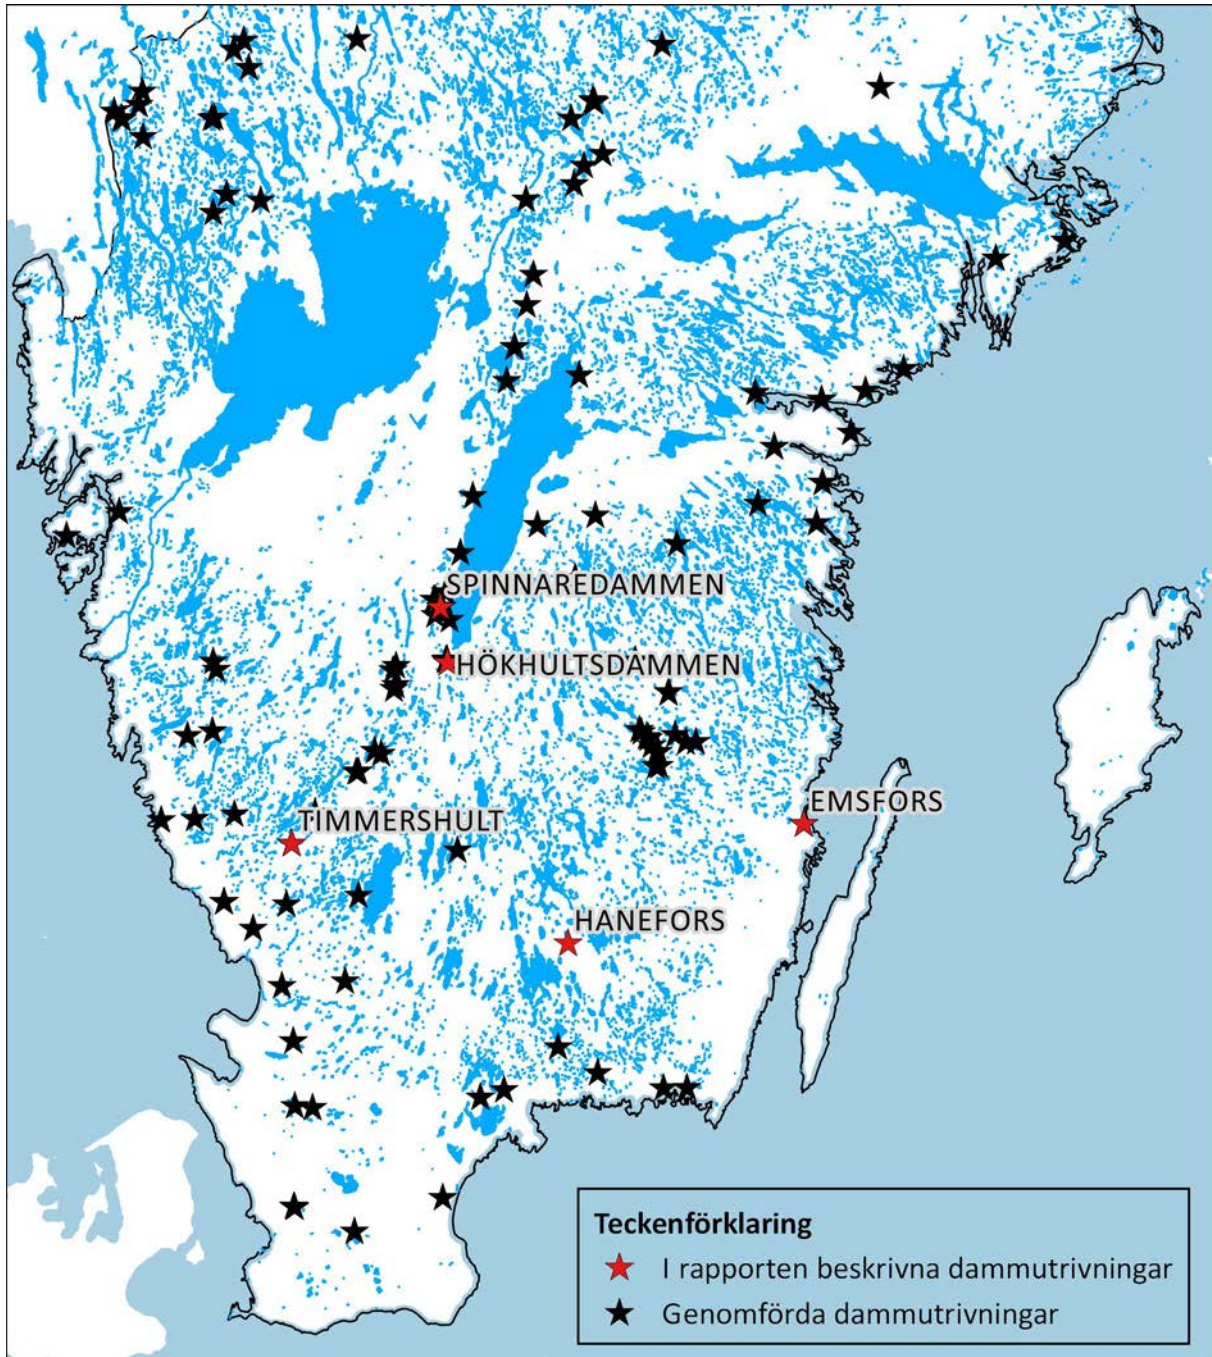 SPINNAREDAMMEN
HÖKHULTSDAMMEN
EMSFORS
TIMMERSHULT
HANEFORS
Teckenförklaring
I rapporten beskrivna dammutrivningar
Genomförda dammutrivningar